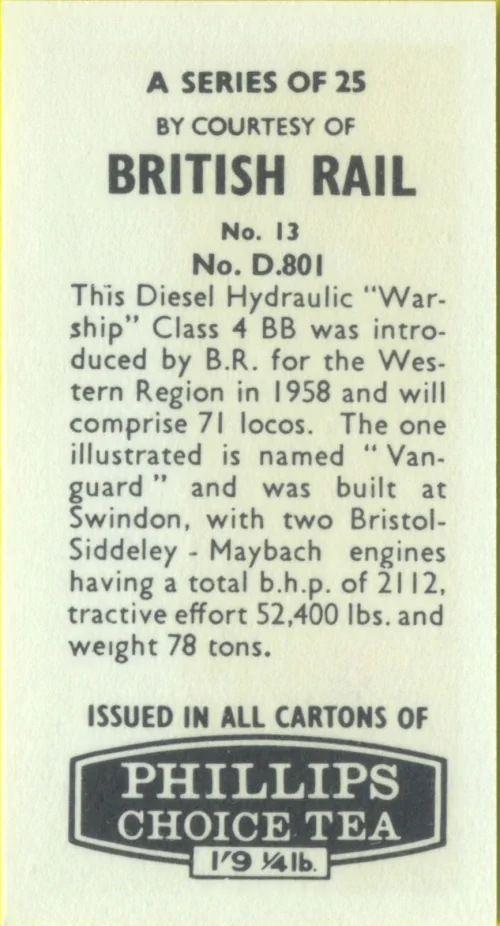 A SERIES OF 25
BY COURTESY OF
BRITISH RAIL
No. 13
No. D.801
This Diesel Hydraulic "War-
ship" Class 4 BB was intro-
duced by B.R. for the Wes-
tern Region in 1958 and will
comprise 71 locos. The one
illustrated is named " Van-
guard " and was built at
Swindon, with two Bristol-
Siddeley - Maybach engines
having a total b.h.p. of 2112,
tractive effort 52,400 lbs. and
weight 78 tons.
ISSUED IN ALL CARTONS OF
PHILLIPS
CHOICE TEA
1/'9 ¼lb.